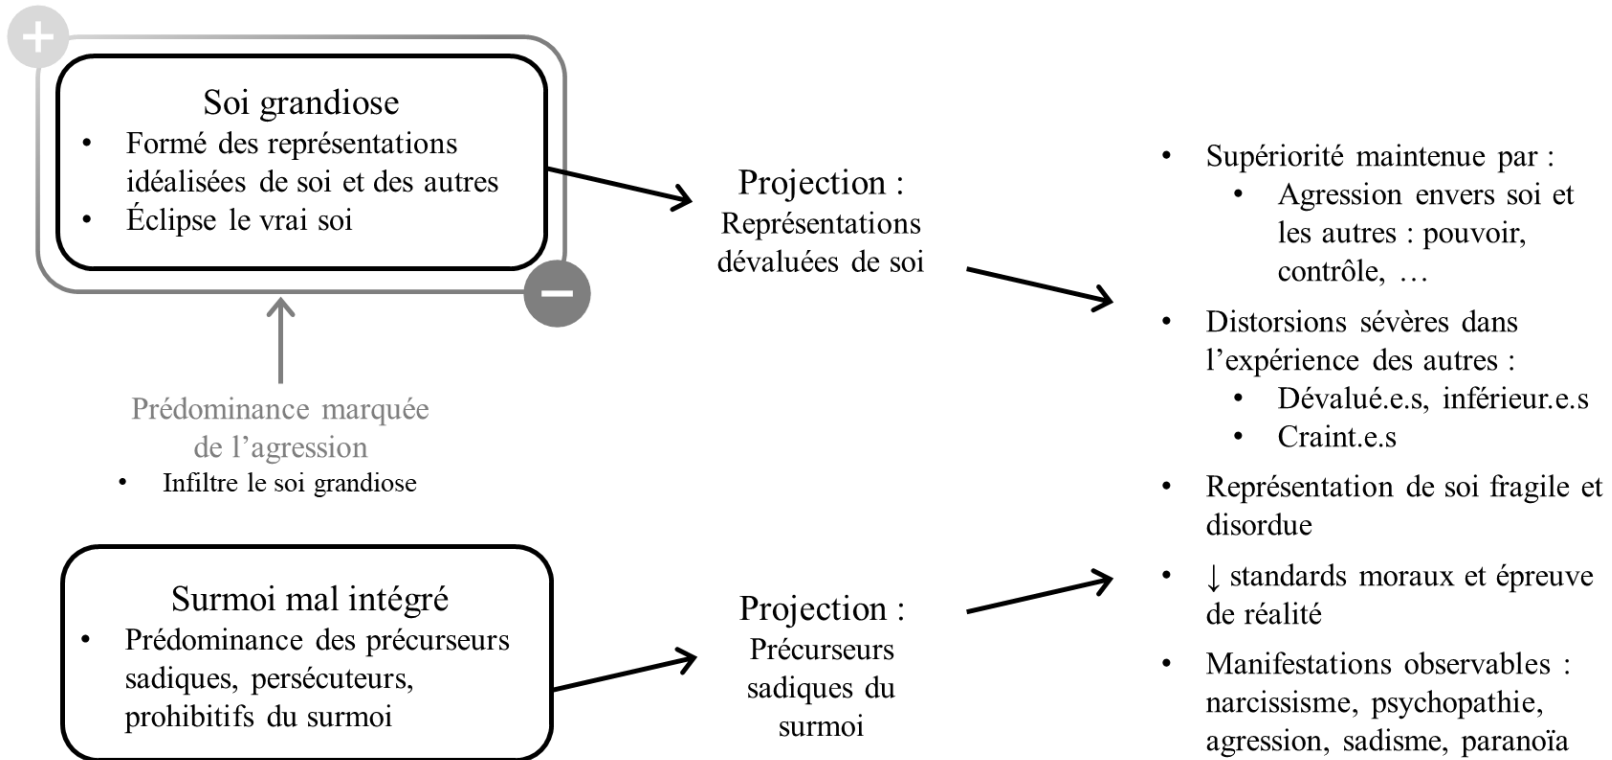 Soi grandiose
• Formé des représentations
idéalisées de soi et des autres
• Éclipse le vrai soi
Prédominance marquée
de l’agression
• Infiltre le soi grandiose
Surmoi mal intégré
• Prédominance des précurseurs
sadiques, persécuteurs,
prohibitifs du surmoi
Projection :
Représentations
dévaluées de soi
Projection :
Précurseurs
sadiques du
surmoi
• Supériorité maintenue par :
• Agression envers soi et
les autres : pouvoir,
contrôle, …
• Distorsions sévères dans
l’expérience des autres :
• Dévalué.e.s, inférieur.e.s
• Craint.e.s
• Représentation de soi fragile et
disordue
• ↓ standards moraux et épreuve
de réalité
• Manifestations observables :
narcissisme, psychopathie,
agression, sadisme, paranoïa